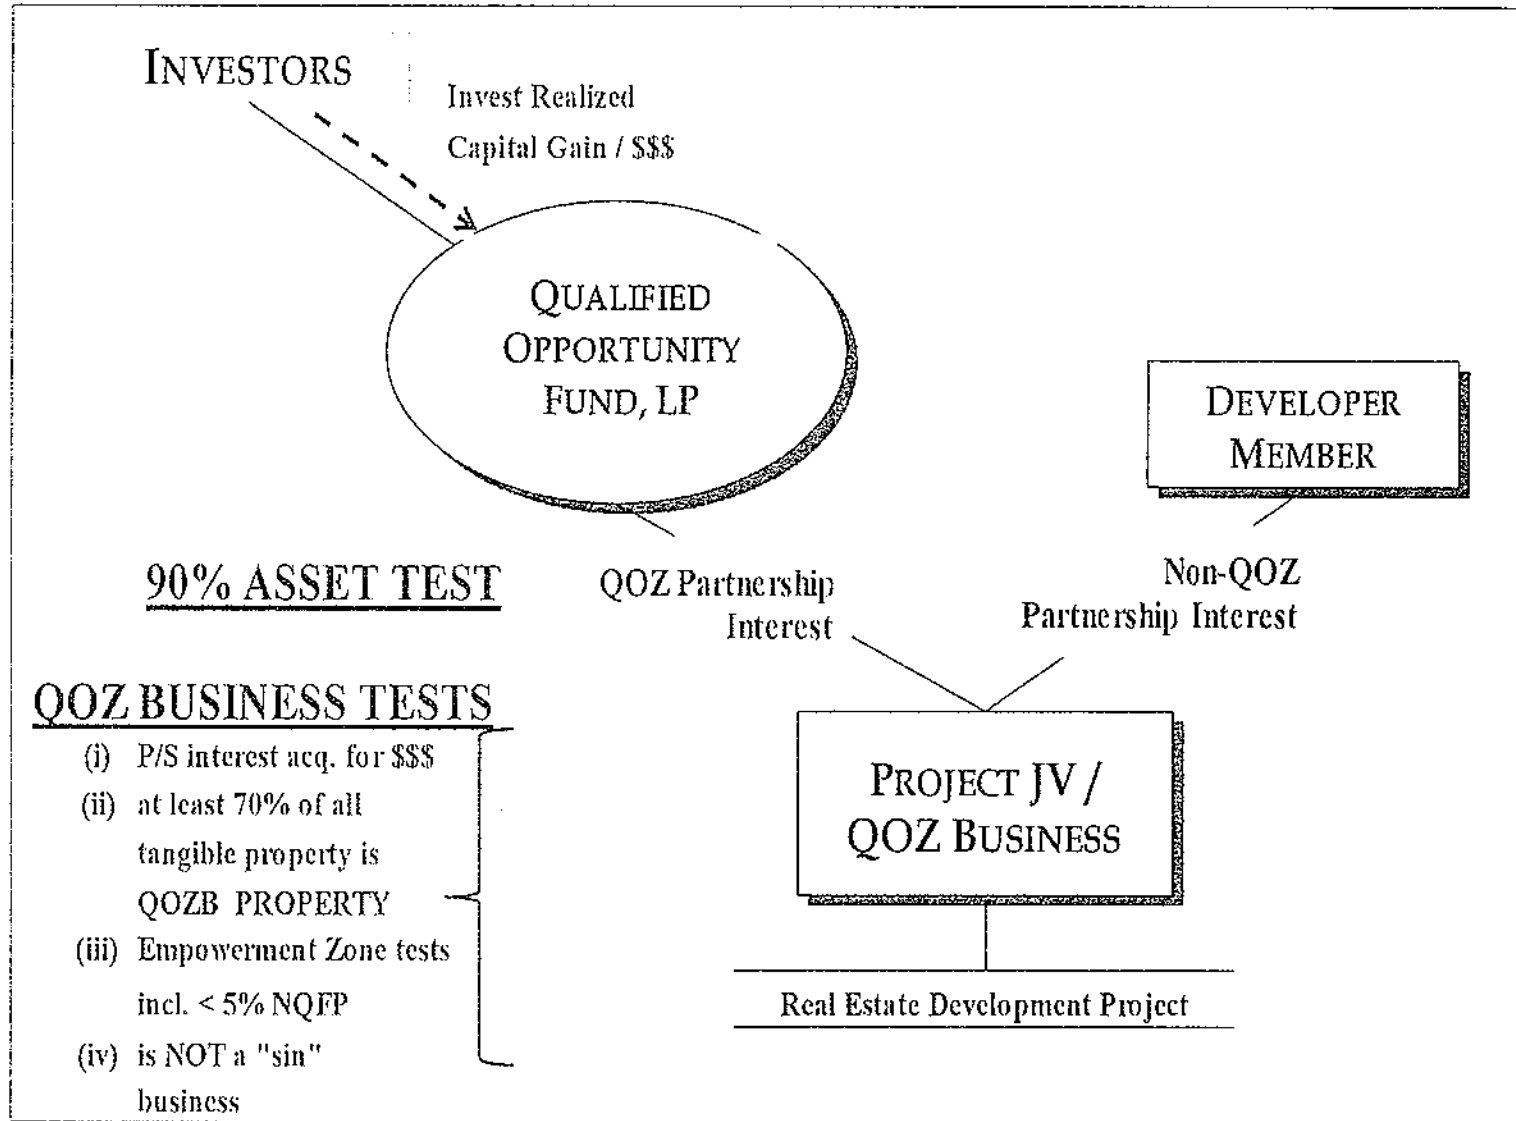 INVESTORS
Invest Realized
Capital Gain / $$$
QUALIFIED
OPPORTUNITY
FUND, LP
DEVELOPER
MEMBER
90% ASSET TEST
QOZ Partnership
Interest
Non-QOZ
Partnership Interest
QOZ BUSINESS TESTS
(i) P/S interest acq. for $$$
(ii) at least 70% of all
tangible property is
QOZB PROPERTY
(iii) Empowerment Zone tests
incl. < 5% NQFP
(iv) is NOT a "sin"
business
PROJECT JV /
QOZ BUSINESS
Real Estate Development Project